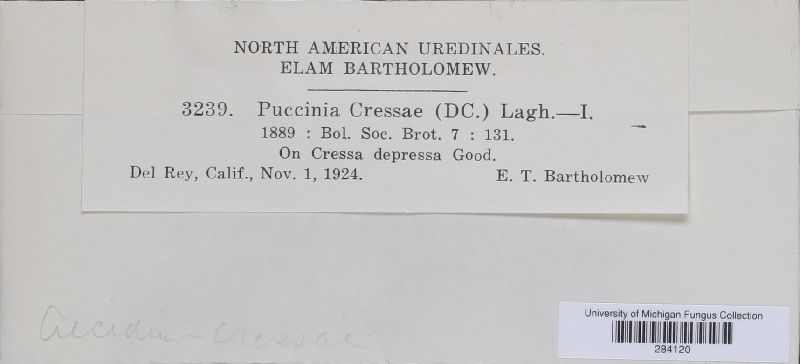 NORTH AMERICAN UREDINALES.
ELAM BARTHOLOMEW.
3239. Puccinia Cressae (DC.) Lagh.—I.
1889 : Bol. Soc. Brot. 7 : 131.
On Cressa depressa Good.
Del Rey, Calif., Nov. 1, 1924. E. T. Bartholomew
Aecidium cressae
University of Michigan Fungus Collection
284120